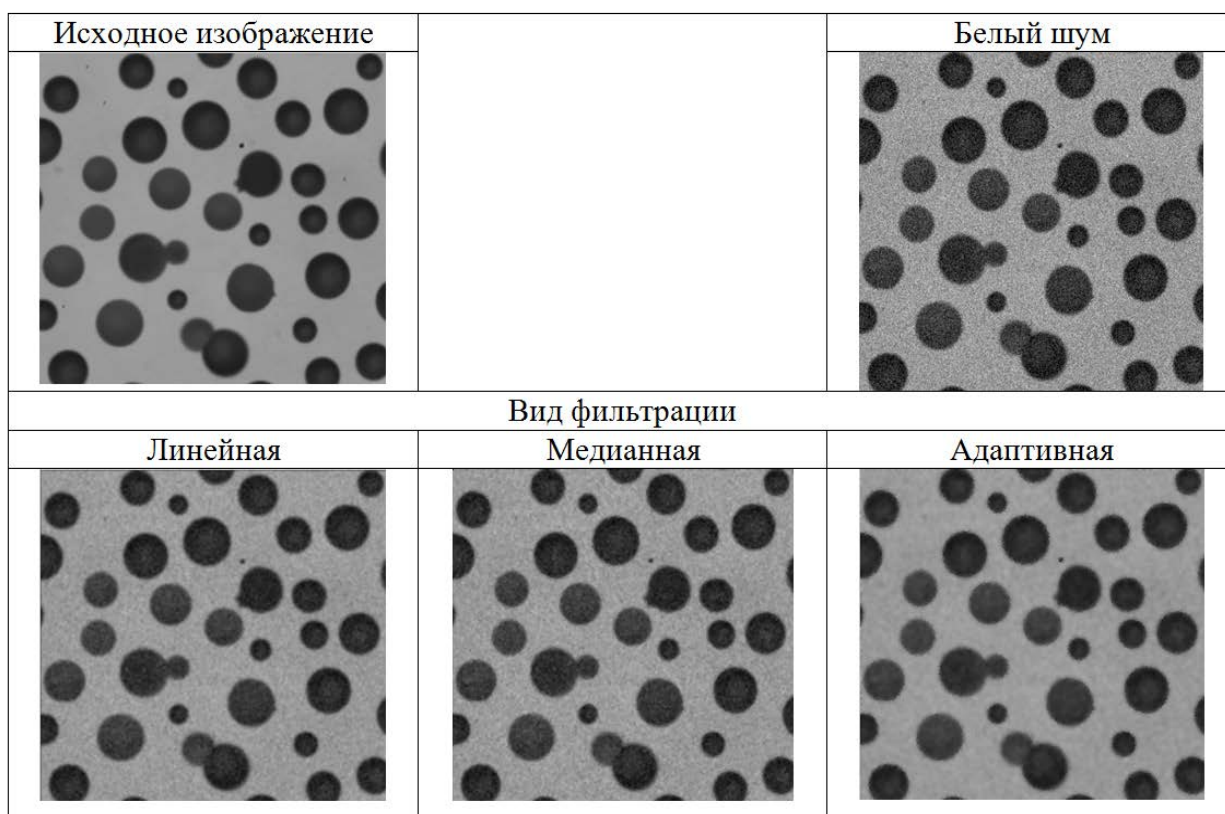 Исходное изображение
Белый шум
Вид фильтрации
Линейная
Медианная
Адаптивная